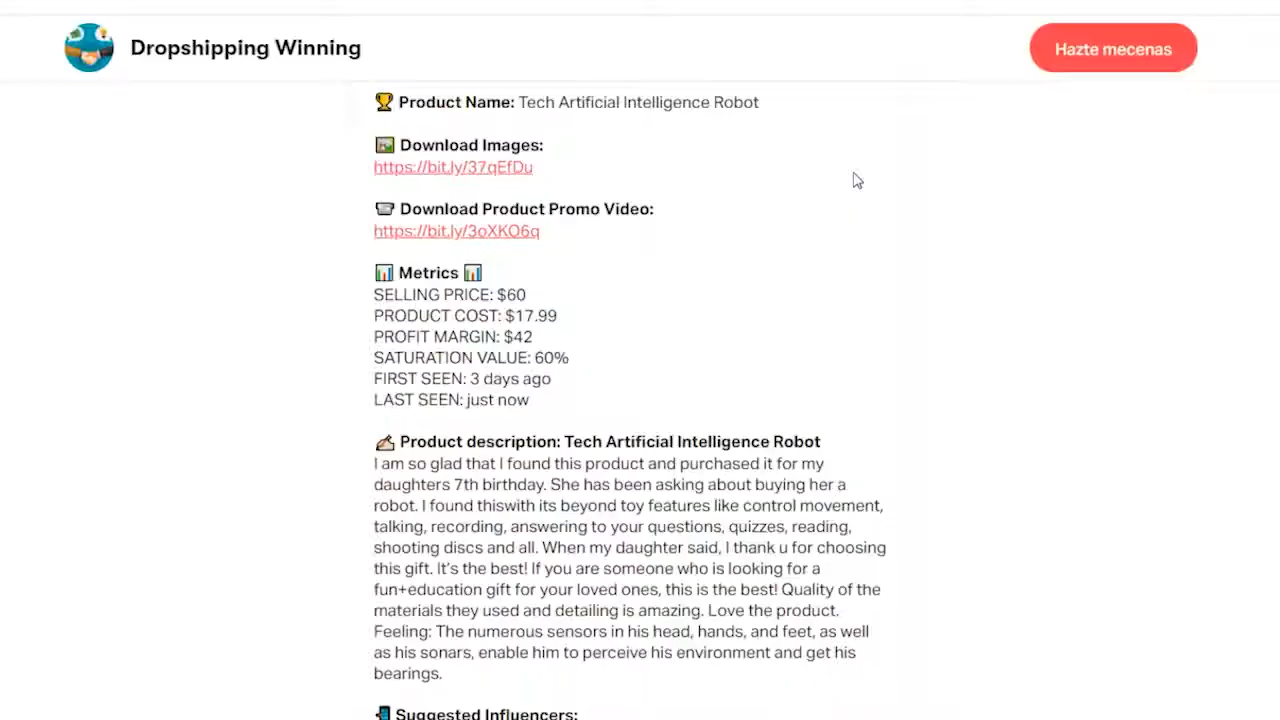 Dropshipping Winning
Hazte mecenas
Product Name: Tech Artificial Intelligence Robot
Download Images:
https://bit.ly/37qEfDu
Download Product Promo Video:
https://bit.ly/3oXKO6q
Metrics
SELLING PRICE: $60
PRODUCT COST: $17.99
PROFIT MARGIN: $42
SATURATION VALUE: 60%
FIRST SEEN: 3 days ago
LAST SEEN: just now
Product description: Tech Artificial Intelligence Robot
I am so glad that I found this product and purchased it for my
daughters 7th birthday. She has been asking about buying her a
robot. I found thiswith its beyond toy features like control movement,
talking, recording, answering to your questions, quizzes, reading,
shooting discs and all. When my daughter said, I thank u for choosing
this gift. It's the best! If you are someone who is looking for a
fun+education gift for your loved ones, this is the best! Quality of the
materials they used and detailing is amazing. Love the product.
Feeling: The numerous sensors in his head, hands, and feet, as well
as his sonars, enable him to perceive his environment and get his
bearings.
Suggested Influencers: